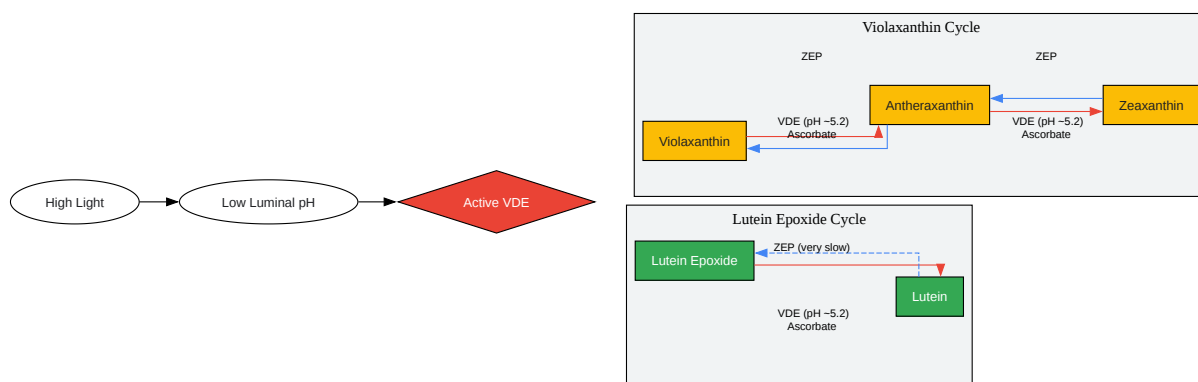 High Light
Low Luminal pH
Active VDE
Violaxanthin Cycle
ZEP
ZEP
Antheraxanthin
Zeaxanthin
VDE (pH ~5.2)
Ascorbate
VDE (pH ~5.2)
Ascorbate
Violaxanthin
Lutein Epoxide Cycle
ZEP (very slow)
Lutein Epoxide
Lutein
VDE (pH ~5.2)
Ascorbate